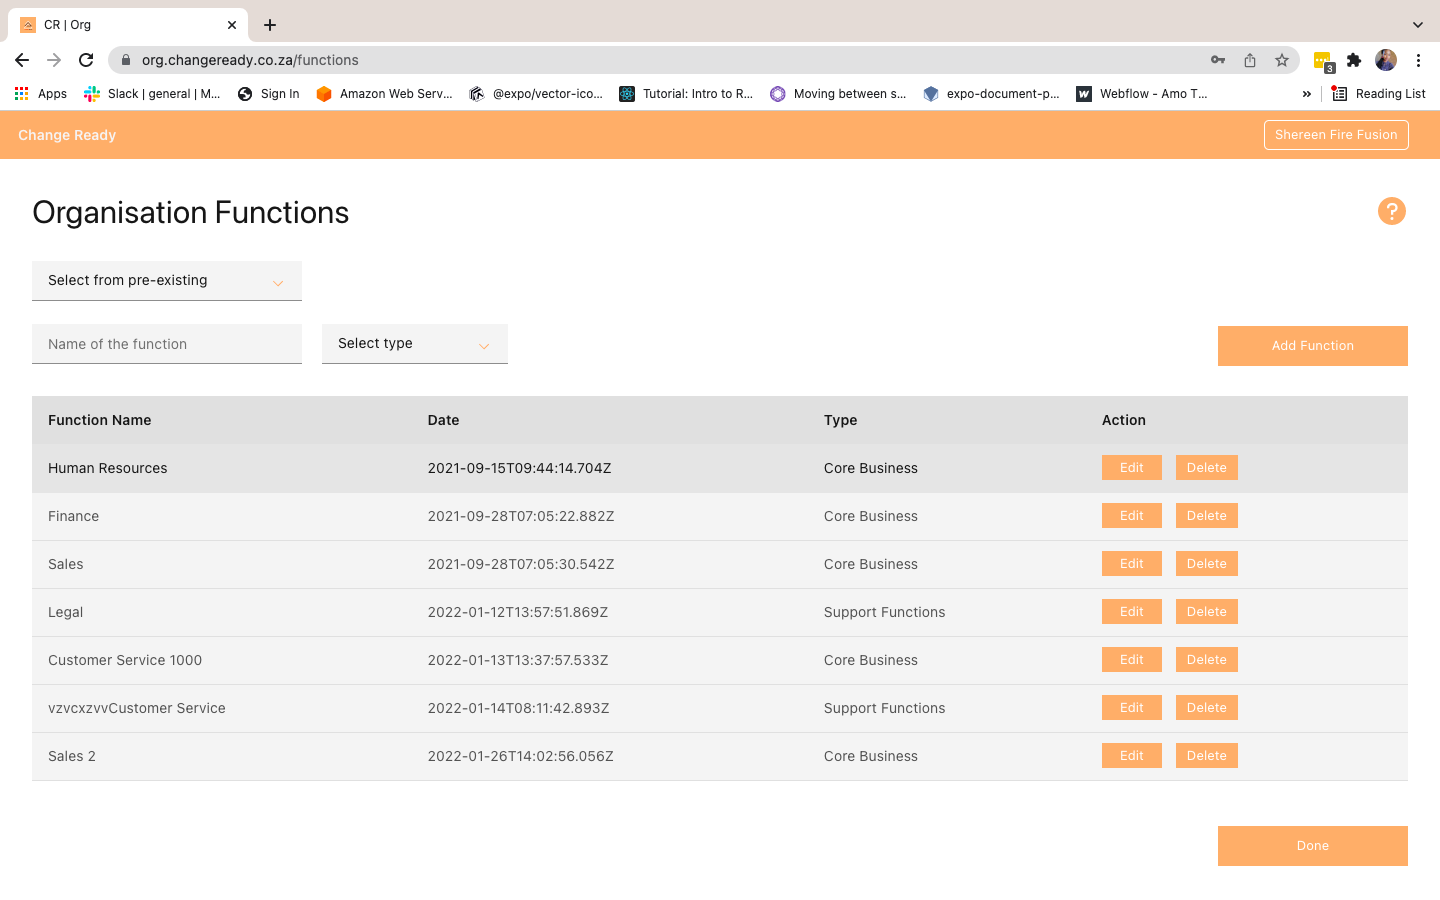 CR | Org
org.changeready.co.za/functions
3
Apps Slack | general | M... Sign In Amazon Web Serv... @expo/vector-ico... Tutorial: Intro to R... Moving between s... expo-document-p... Webflow - Amo T... » Reading List
Change Ready Shereen Fire Fusion
Organisation Functions ?
Select from pre-existing
Name of the function Select type Add Function
Function Name Date Type Action
Human Resources 2021-09-15T09:44:14.704Z Core Business Edit Delete
Finance 2021-09-28T07:05:22.882Z Core Business Edit Delete
Sales 2021-09-28T07:05:30.542Z Core Business Edit Delete
Legal 2022-01-12T13:57:51.869Z Support Functions Edit Delete
Customer Service 1000 2022-01-13T13:37:57.533Z Core Business Edit Delete
vzvcxzvvCustomer Service 2022-01-14T08:11:42.893Z Support Functions Edit Delete
Sales 2 2022-01-26T14:02:56.056Z Core Business Edit Delete
Done